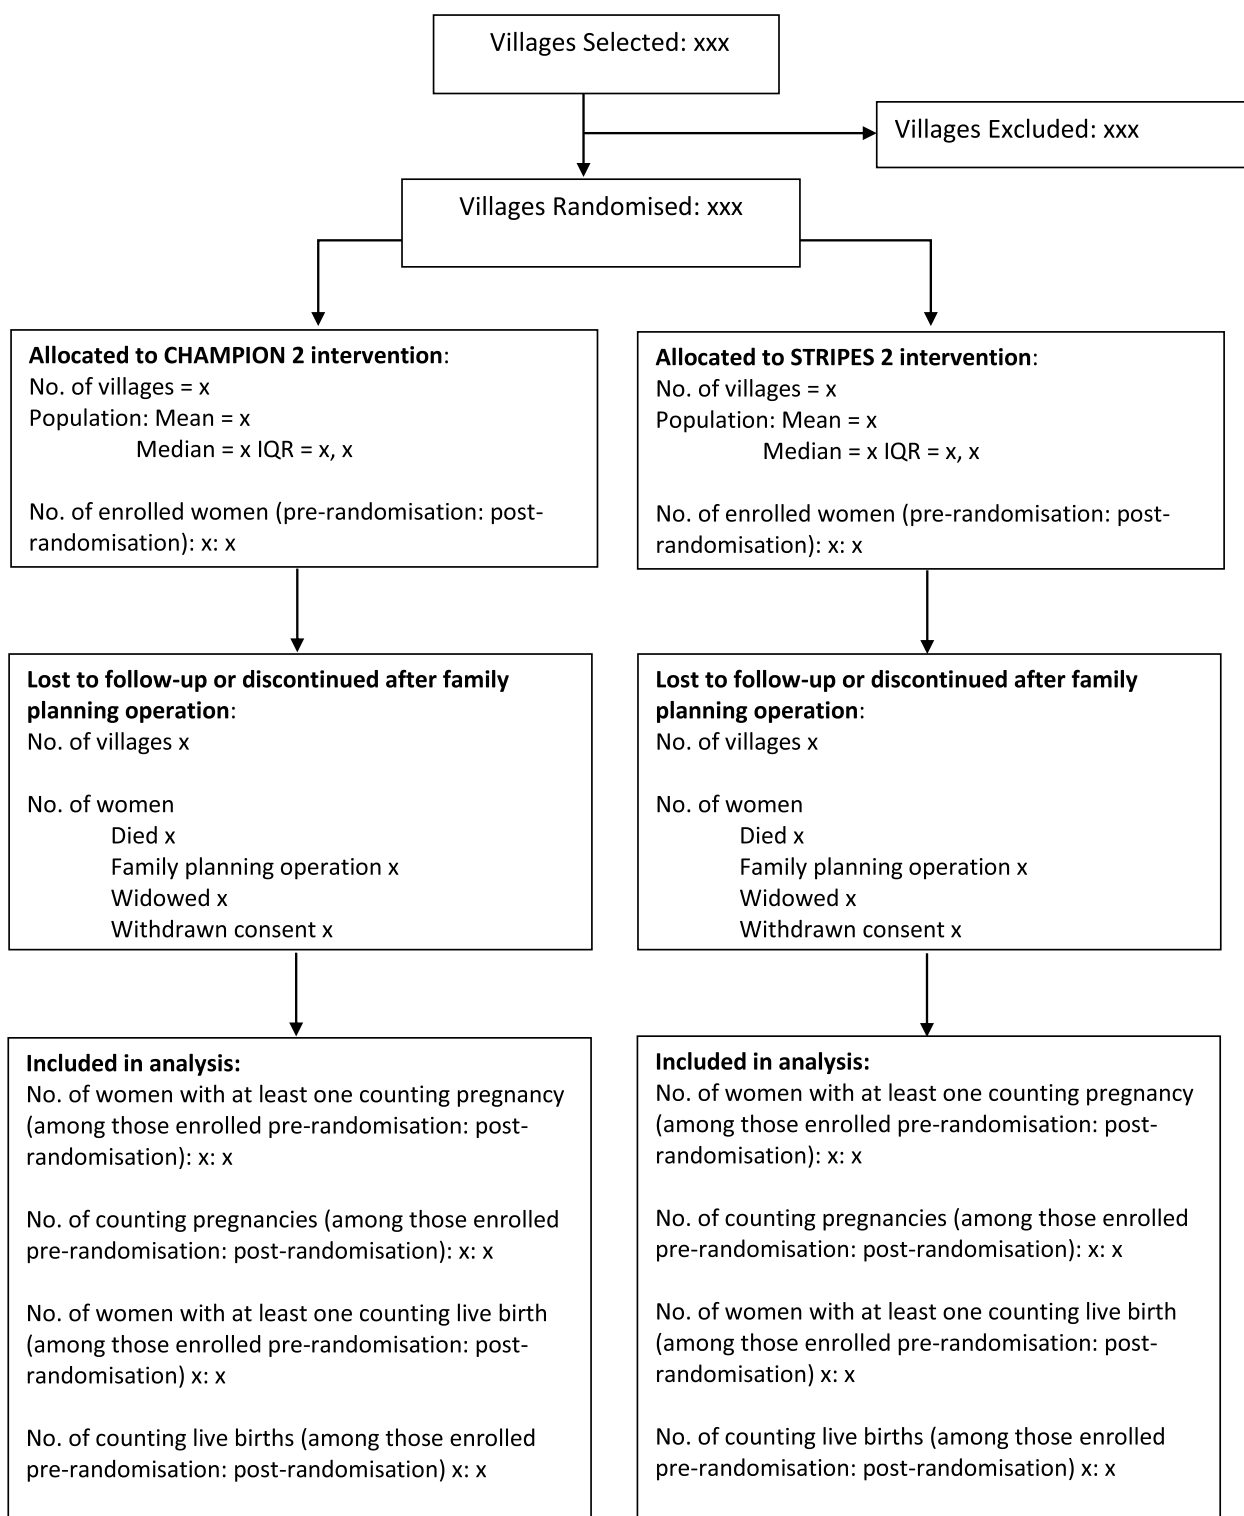 Villages Selected: xxx
Villages Excluded: xxx
Villages Randomised: xxx
Allocated to CHAMPION 2 intervention:
No. of villages = x
Population: Mean = x
Median = x IQR = x, x
No. of enrolled women (pre-randomisation: post-
randomisation): x: x
Allocated to STRIPES 2 intervention:
No. of villages = x
Population: Mean = x
Median = x IQR = x, x
No. of enrolled women (pre-randomisation: post-
randomisation): x: x
Lost to follow-up or discontinued after family
planning operation:
No. of villages x
No. of women
Died x
Family planning operation x
Widowed x
Withdrawn consent x
Lost to follow-up or discontinued after family
planning operation:
No. of villages x
No. of women
Died x
Family planning operation x
Widowed x
Withdrawn consent x
Included in analysis:
No. of women with at least one counting pregnancy
(among those enrolled pre-randomisation: post-
randomisation): x: x
No. of counting pregnancies (among those enrolled
pre-randomisation: post-randomisation): x: x
No. of women with at least one counting live birth
(among those enrolled pre-randomisation: post-
randomisation) x: x
No. of counting live births (among those enrolled
pre-randomisation: post-randomisation) x: x
Included in analysis:
No. of women with at least one counting pregnancy
(among those enrolled pre-randomisation: post-
randomisation): x: x
No. of counting pregnancies (among those enrolled
pre-randomisation: post-randomisation): x: x
No. of women with at least one counting live birth
(among those enrolled pre-randomisation: post-
randomisation) x: x
No. of counting live births (among those enrolled
pre-randomisation: post-randomisation) x: x